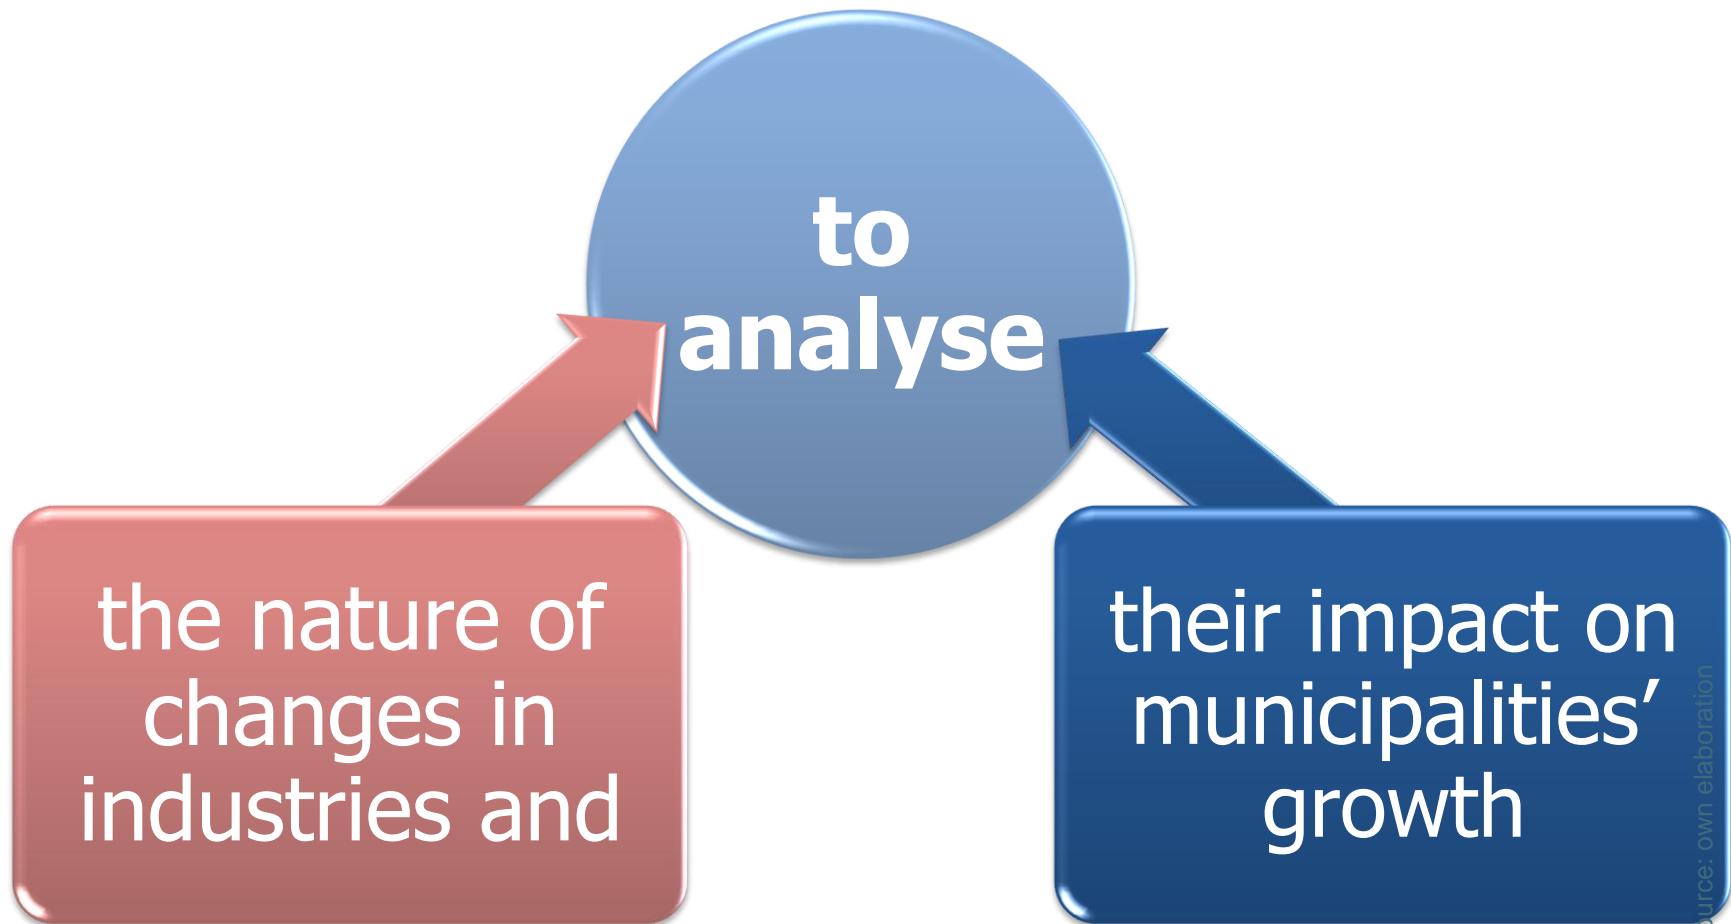 to
analyse
the nature of
changes in
industries and
their impact on
municipalities’
growth
urce: own elaboration